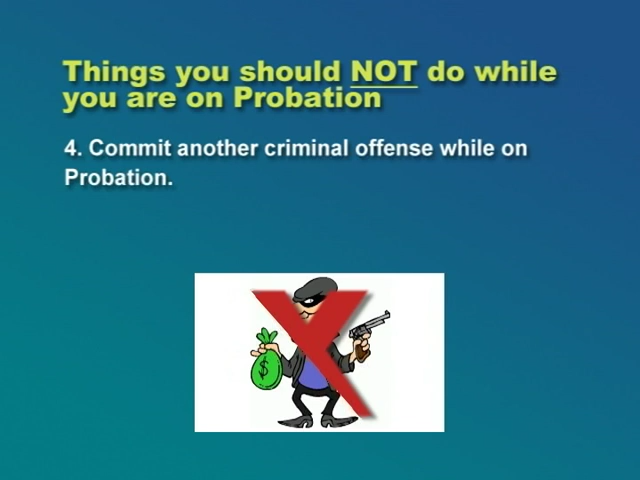 Things you should NOT do while
you are on Probation
4. Commit another criminal offense while on
Probation.
$